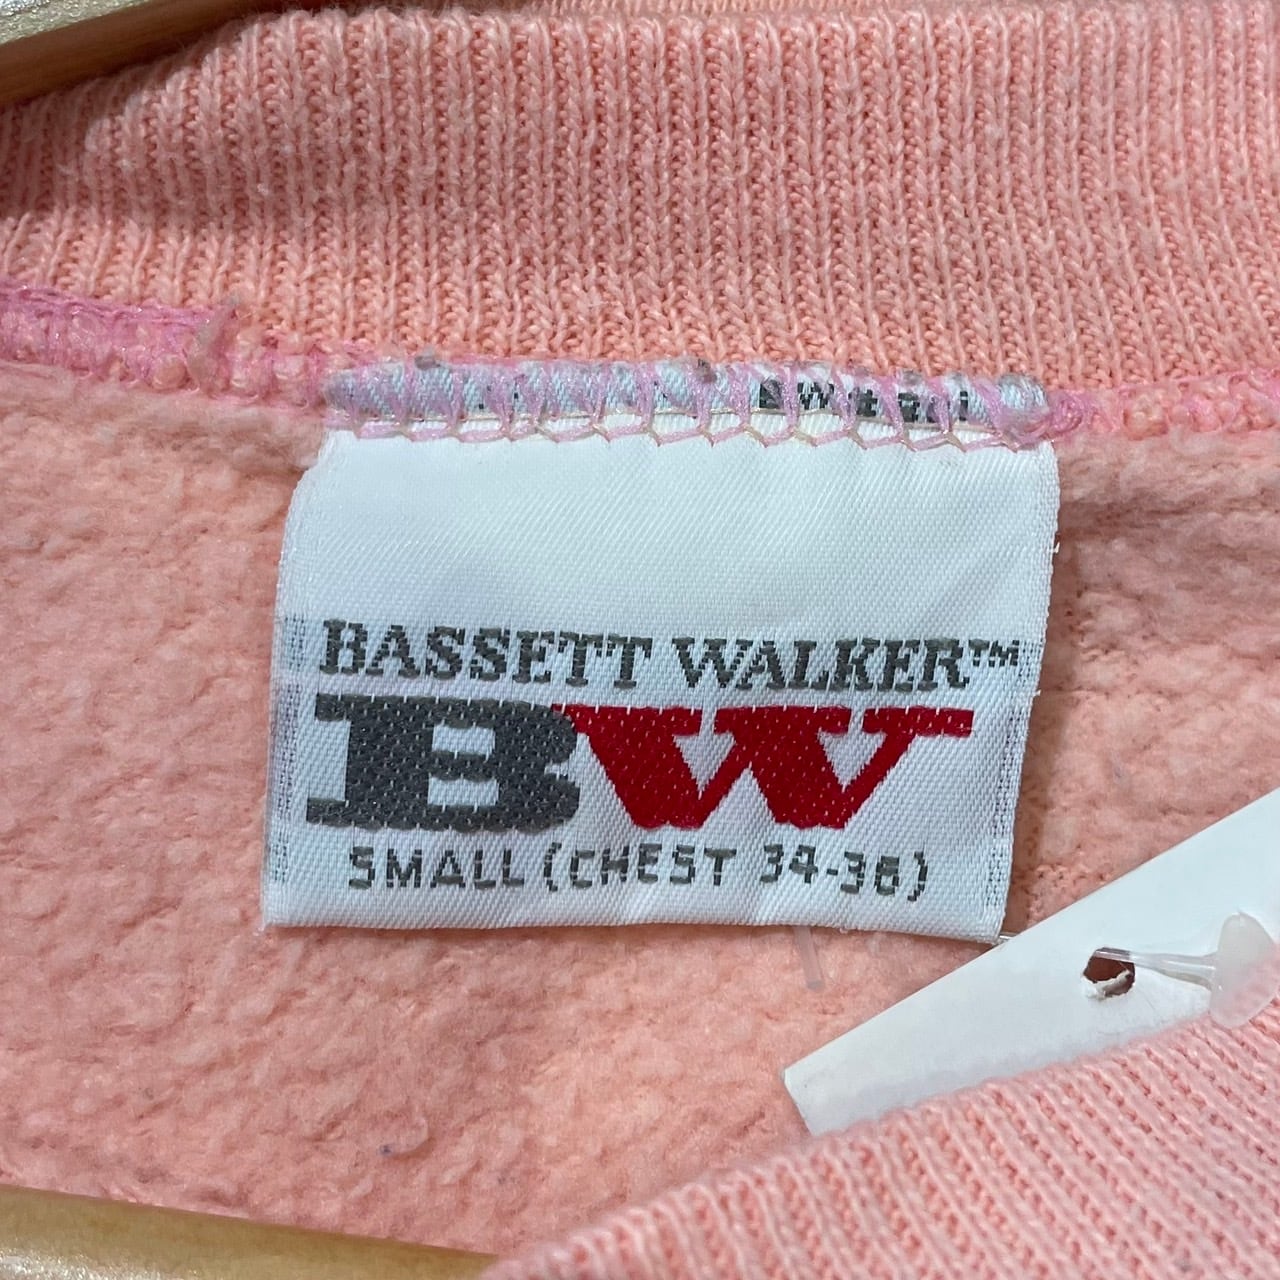 BASSETT WALKER™
BW
SMALL (CHEST 34-36)